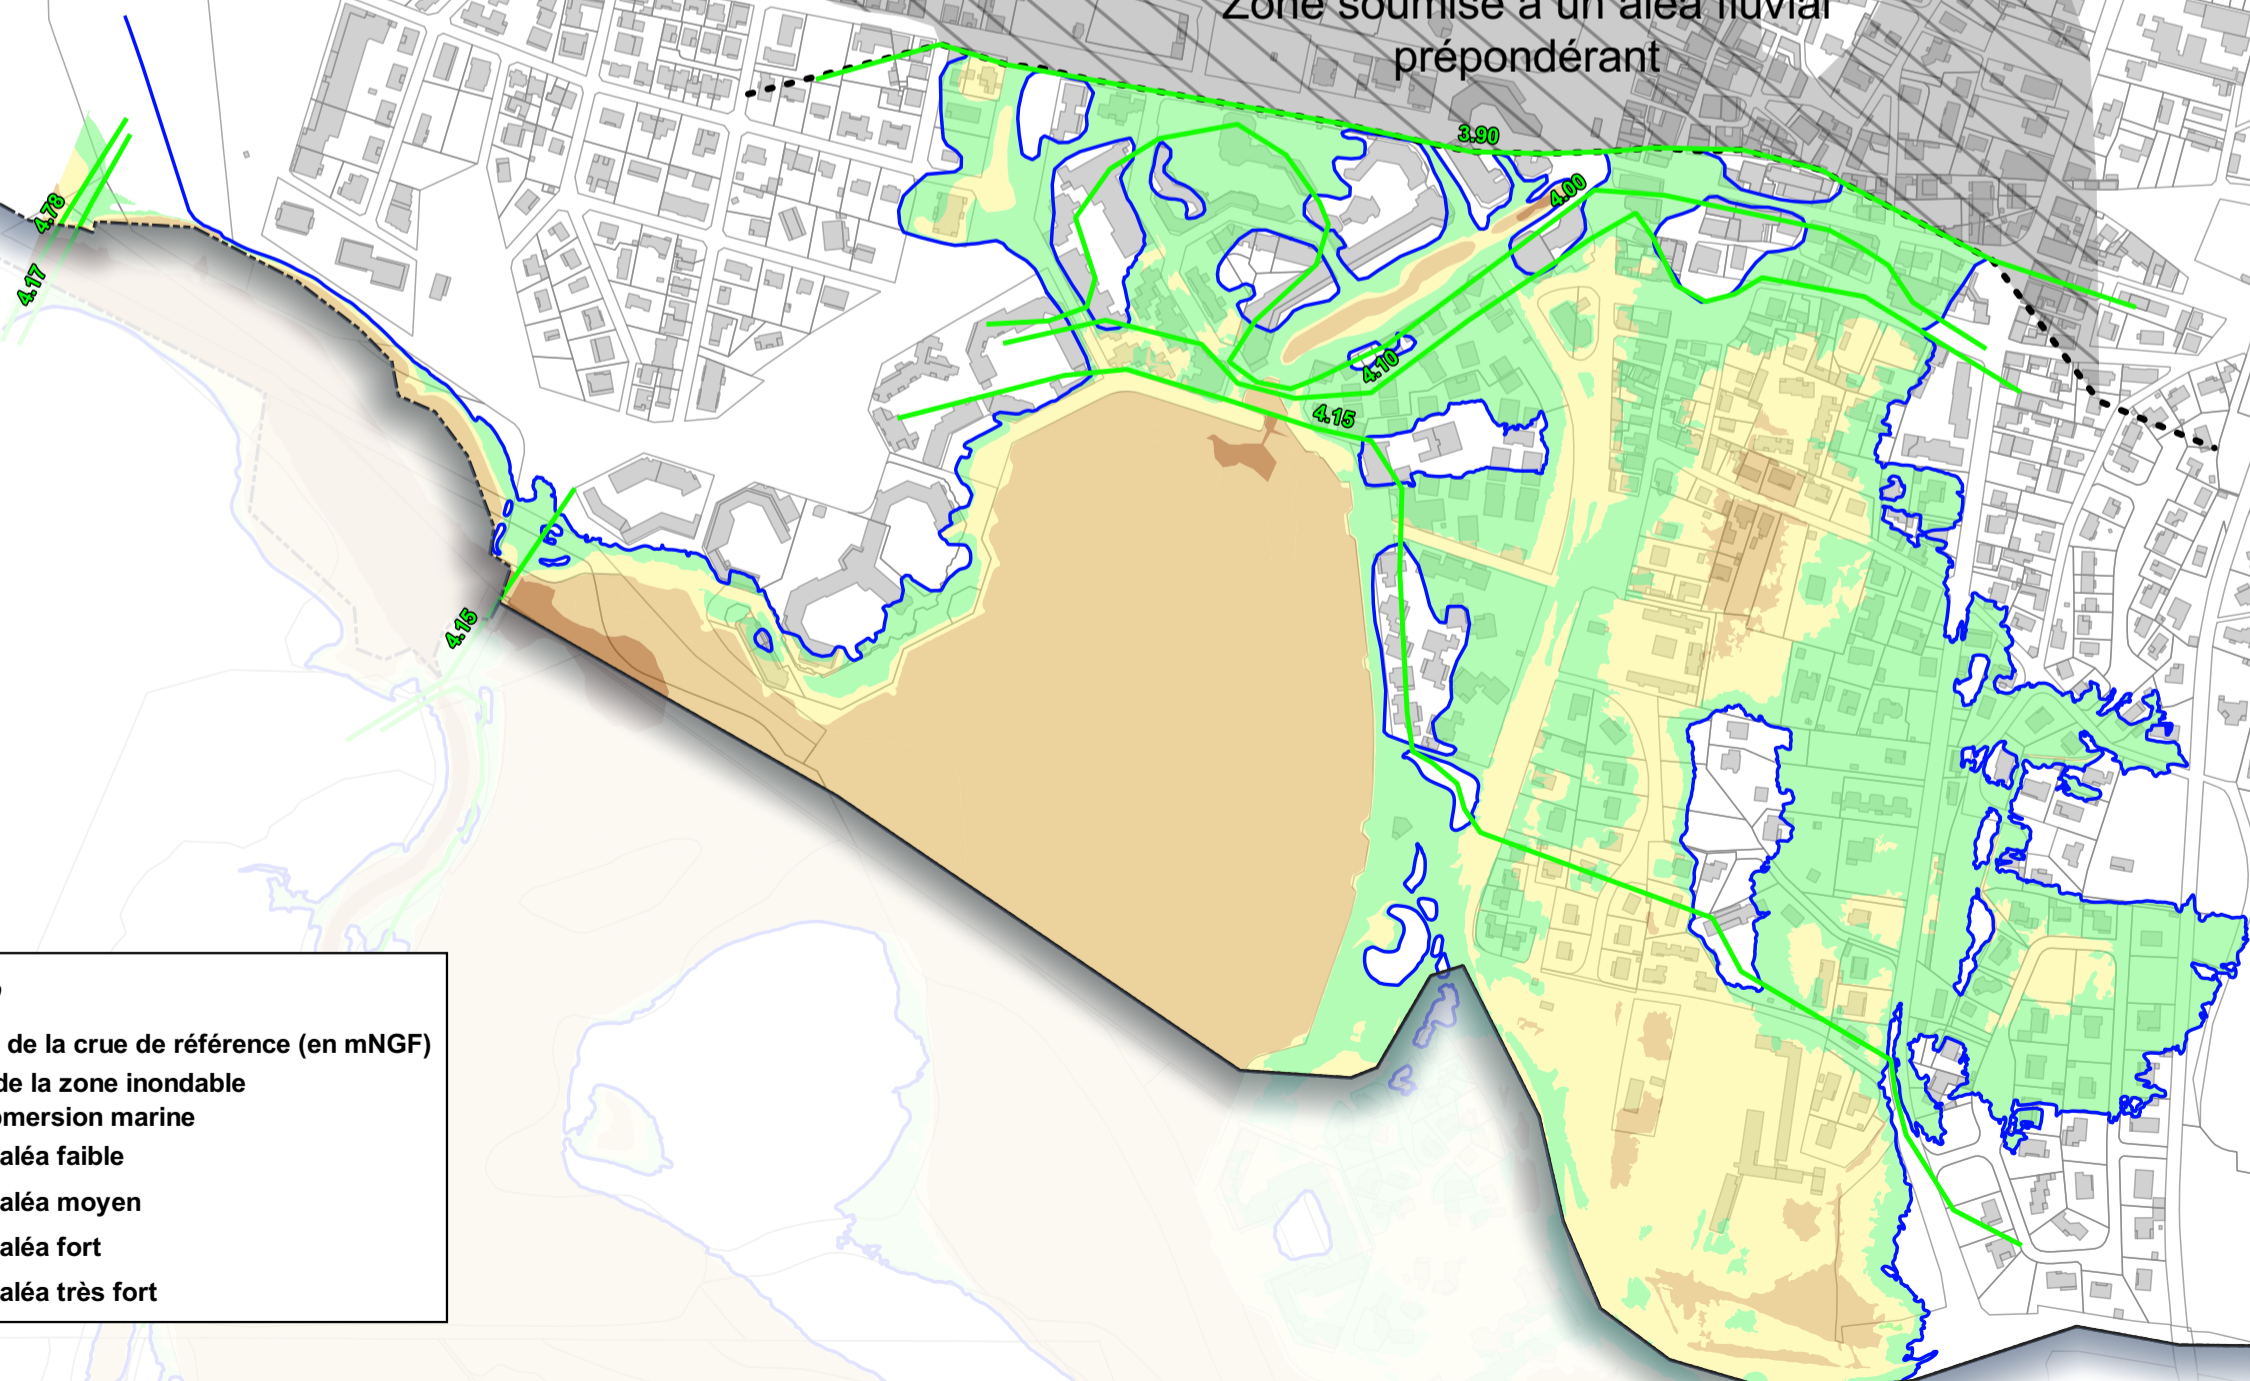 Zone soumise à un aléa fluvial
prépondérant
3.90
4.00
4.78
4.17
4.10
4.15
4.15
de la crue de référence (en mNGF)
de la zone inondable
mersion marine
aléa faible
aléa moyen
aléa fort
aléa très fort